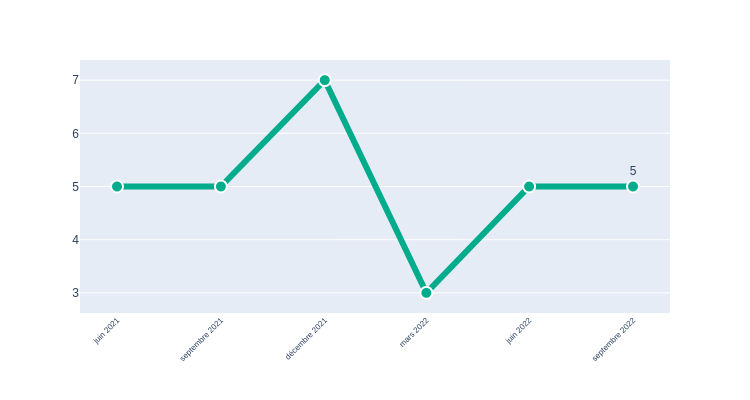 7
6
5
5
4
3
juin 2021
septembre 2021
décembre 2021
mars 2022
juin 2022
septembre 2022